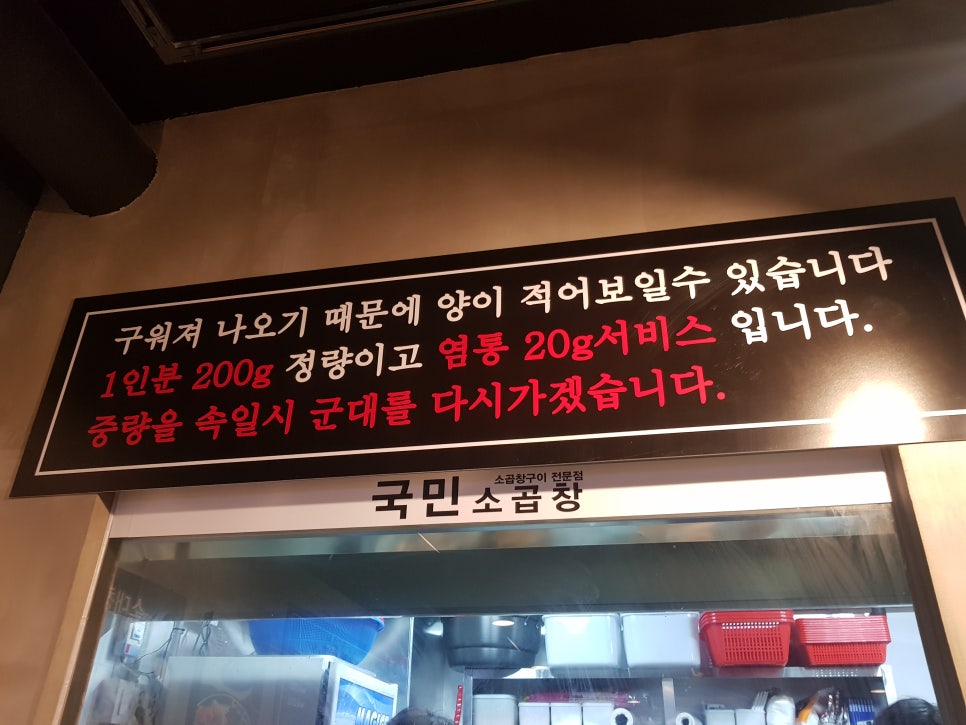 구워져 나오기 때문에 양이 적어보일수 있습니다
1인분 200g 정량이고 염통 20g서비스 입니다.
중량을 속일시 군대를 다시가겠습니다.
소곱창구이 전문점
국민 소곱창